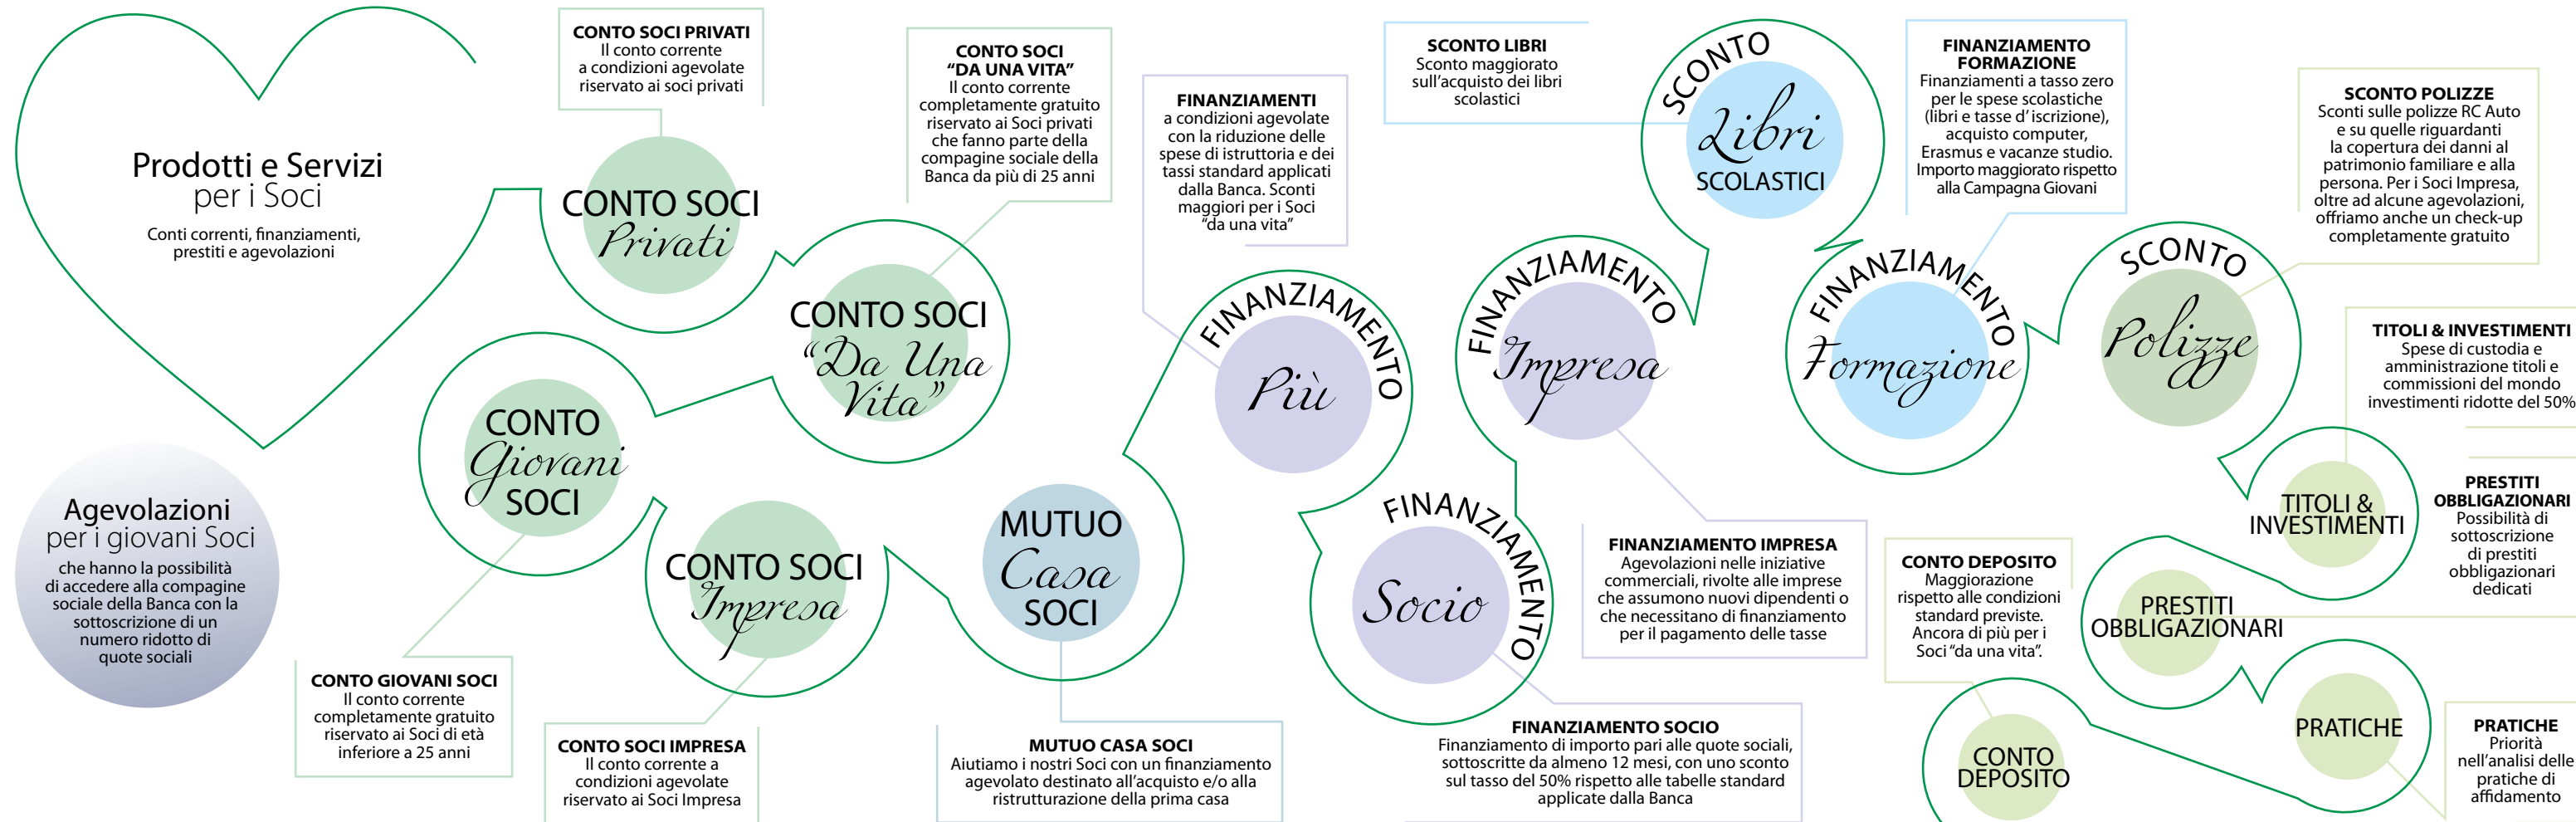 Prodotti e Servizi
per i Soci
Conti correnti, finanziamenti,
prestiti e agevolazioni
Agevolazioni
per i giovani Soci
che hanno la possibilità
di accedere alla compagine
sociale della Banca con la
sottoscrizione di un
numero ridotto di
quote sociali
CONTO SOCI PRIVATI
Il conto corrente
a condizioni agevolate
riservato ai soci privati
CONTO SOCI
Privati
CONTO SOCI
“DA UNA VITA”
Il conto corrente
completamente gratuito
riservato ai Soci privati
che fanno parte della
compagine sociale della
Banca da più di 25 anni
CONTO SOCI
“Da Una
Vita”
CONTO
Giovani
SOCI
CONTO GIOVANI SOCI
Il conto corrente
completamente gratuito
riservato ai Soci di età
inferiore a 25 anni
CONTO SOCI
Impresa
CONTO SOCI IMPRESA
Il conto corrente a
condizioni agevolate
riservato ai Soci Impresa
MUTUO
Casa
SOCI
MUTUO CASA SOCI
Aiutiamo i nostri Soci con un finanziamento
agevolato destinato all’acquisto e/o alla
ristrutturazione della prima casa
FINANZIAMENTI
a condizioni agevolate
con la riduzione delle
spese di istruttoria e dei
tassi standard applicati
dalla Banca. Sconti
maggiori per i Soci
“da una vita”
FINANZIAMENTO
Più
FINANZIAMENTO
Socio
FINANZIAMENTO SOCIO
Finanziamento di importo pari alle quote sociali,
sottoscritte da almeno 12 mesi, con uno sconto
sul tasso del 50% rispetto alle tabelle standard
applicate dalla Banca
FINANZIAMENTO
Impresa
FINANZIAMENTO IMPRESA
Agevolazioni nelle iniziative
commerciali, rivolte alle imprese
che assumono nuovi dipendenti o
che necessitano di finanziamento
per il pagamento delle tasse
SCONTO LIBRI
Sconto maggiorato
sull’acquisto dei libri
scolastici
SCONTO
Libri
SCOLASTICI
FINANZIAMENTO
FORMAZIONE
Finanziamenti a tasso zero
per le spese scolastiche
(libri e tasse d’ iscrizione),
acquisto computer,
Erasmus e vacanze studio.
Importo maggiorato rispetto
alla Campagna Giovani
FINANZIAMENTO
Formazione
SCONTO POLIZZE
Sconti sulle polizze RC Auto
e su quelle riguardanti
la copertura dei danni al
patrimonio familiare e alla
persona. Per i Soci Impresa,
oltre ad alcune agevolazioni,
offriamo anche un check-up
completamente gratuito
SCONTO
Polizze
TITOLI & INVESTIMENTI
Spese di custodia e
amministrazione titoli e
commissioni del mondo
investimenti ridotte del 50%
TITOLI &
INVESTIMENTI
PRESTITI
OBBLIGAZIONARI
Possibilità di
sottoscrizione
di prestiti
obbligazionari
dedicati
PRESTITI
OBBLIGAZIONARI
PRATICHE
PRATICHE
Priorità
nell’analisi delle
pratiche di
affidamento
CONTO DEPOSITO
Maggiorazione
rispetto alle condizioni
standard previste.
Ancora di più per i
Soci “da una vita”.
CONTO
DEPOSITO